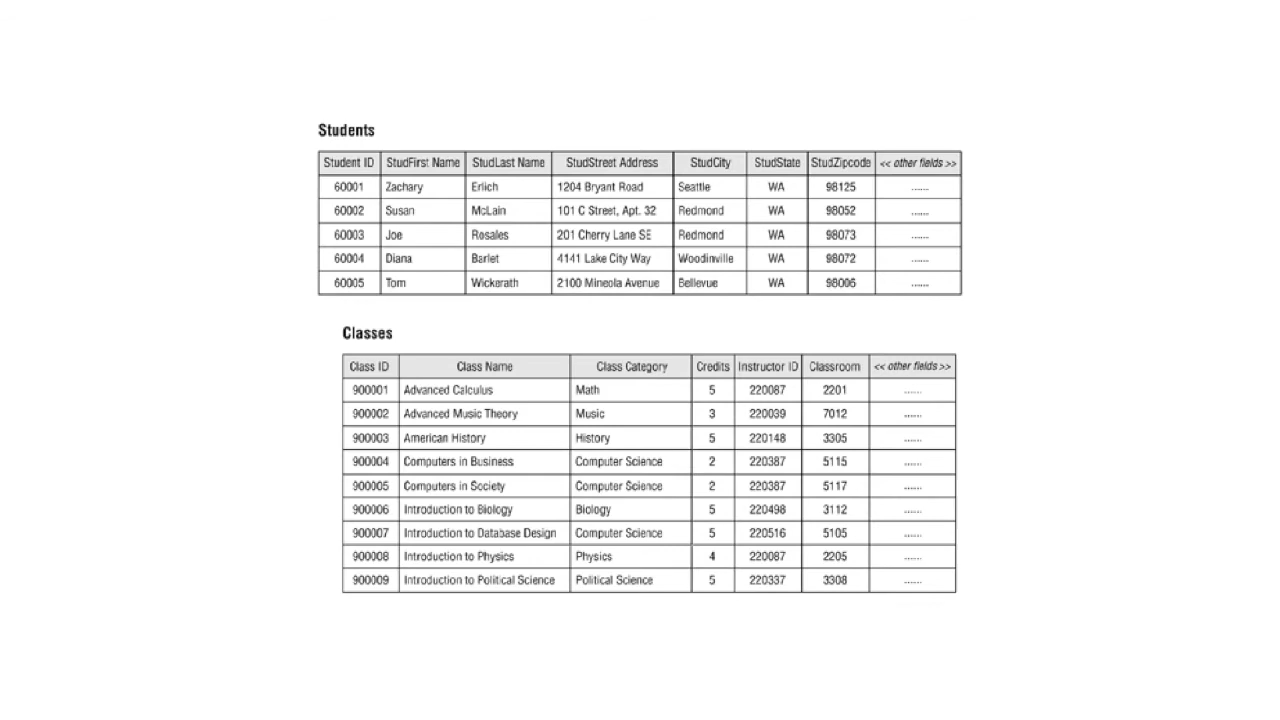 Students
Student ID StudFirst Name StudLast Name StudStreet Address StudCity StudState StudZipcode << other fields >>
60001 Zachary Erlich 1204 Bryant Road Seattle WA 98125 ......
60002 Susan McLain 101 C Street, Apt. 32 Redmond WA 98052 ......
60003 Joe Rosales 201 Cherry Lane SE Redmond WA 98073 ......
60004 Diana Barlet 4141 Lake City Way Woodinville WA 98072 ......
60005 Tom Wickerath 2100 Mineola Avenue Bellevue WA 98006 ......
Classes
Class ID Class Name Class Category Credits Instructor ID Classroom << other fields >>
900001 Advanced Calculus Math 5 220087 2201 ......
900002 Advanced Music Theory Music 3 220039 7012 ......
900003 American History History 5 220148 3305 ......
900004 Computers in Business Computer Science 2 220387 5115 ......
900005 Computers in Society Computer Science 2 220387 5117 ......
900006 Introduction to Biology Biology 5 220498 3112 ......
900007 Introduction to Database Design Computer Science 5 220516 5105 ......
900008 Introduction to Physics Physics 4 220087 2205 ......
900009 Introduction to Political Science Political Science 5 220337 3308 ......